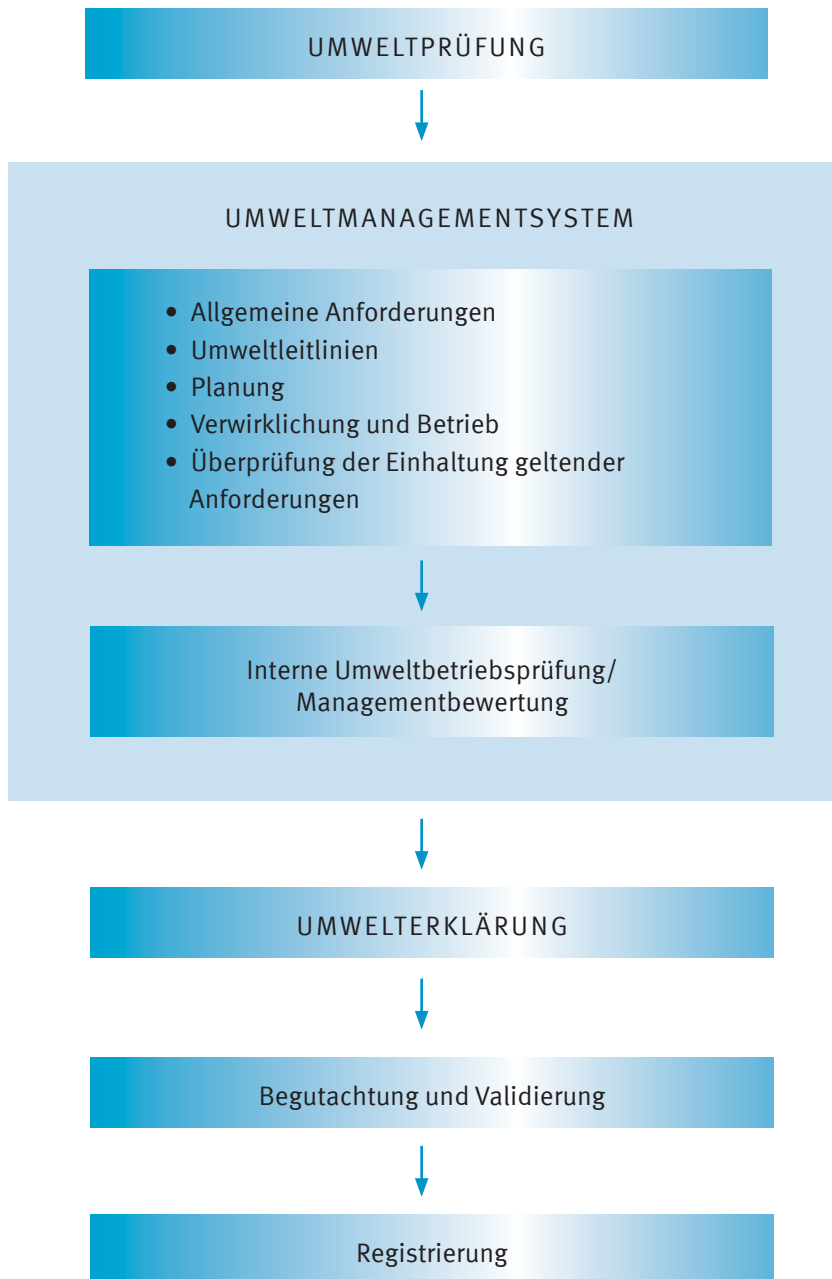 UMWELTPRÜFUNG
UMWELTMANAGEMENTSYSTEM
• Allgemeine Anforderungen
• Umweltleitlinien
• Planung
• Verwirklichung und Betrieb
• Überprüfung der Einhaltung geltender
Anforderungen
Interne Umweltbetriebsprüfung/
Managementbewertung
UMWELTERKLÄRUNG
Begutachtung und Validierung
Registrierung